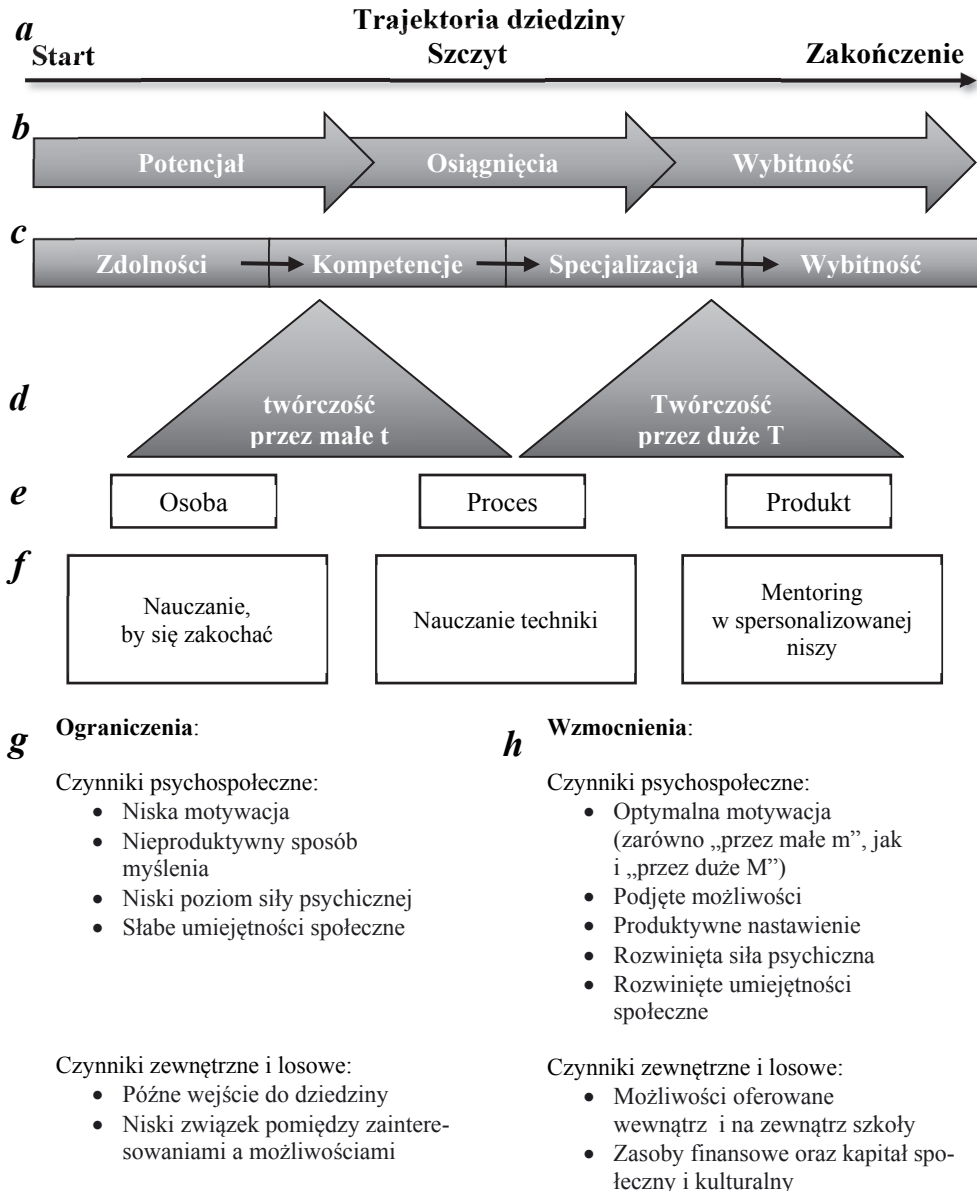 a
Trajektoria dziedziny
Start
Szczyt
Zakończenie
b
Potencjał
Osiągnięcia
Wybitność
c
Zdolności
Kompetencje
Specjalizacja
Wybitność
d
twórczość
przez małe t
Twórczość
przez duże T
e
Osoba
Proces
Produkt
f
Nauczanie,
by się zakochać
Nauczanie techniki
Mentoring
w spersonalizowanej
niszy
g
Ograniczenia:
Czynniki psychospołeczne:
• Niska motywacja
• Nieproduktywny sposób
myślenia
• Niski poziom siły psychicznej
• Słabe umiejętności społeczne
Czynniki zewnętrzne i losowe:
• Późne wejście do dziedziny
• Niski związek pomiędzy zaintere-
sowaniami a możliwościami
h
Wzmocnienia:
Czynniki psychospołeczne:
• Optymalna motywacja
(zarówno „przez małe m”, jak
i „przez duże M”)
• Podjęte możliwości
• Produktywne nastawienie
• Rozwinięta siła psychiczna
• Rozwinięte umiejętności
społeczne
Czynniki zewnętrzne i losowe:
• Możliwości oferowane
wewnątrz i na zewnątrz szkoły
• Zasoby finansowe oraz kapitał spo-
łeczny i kulturalny